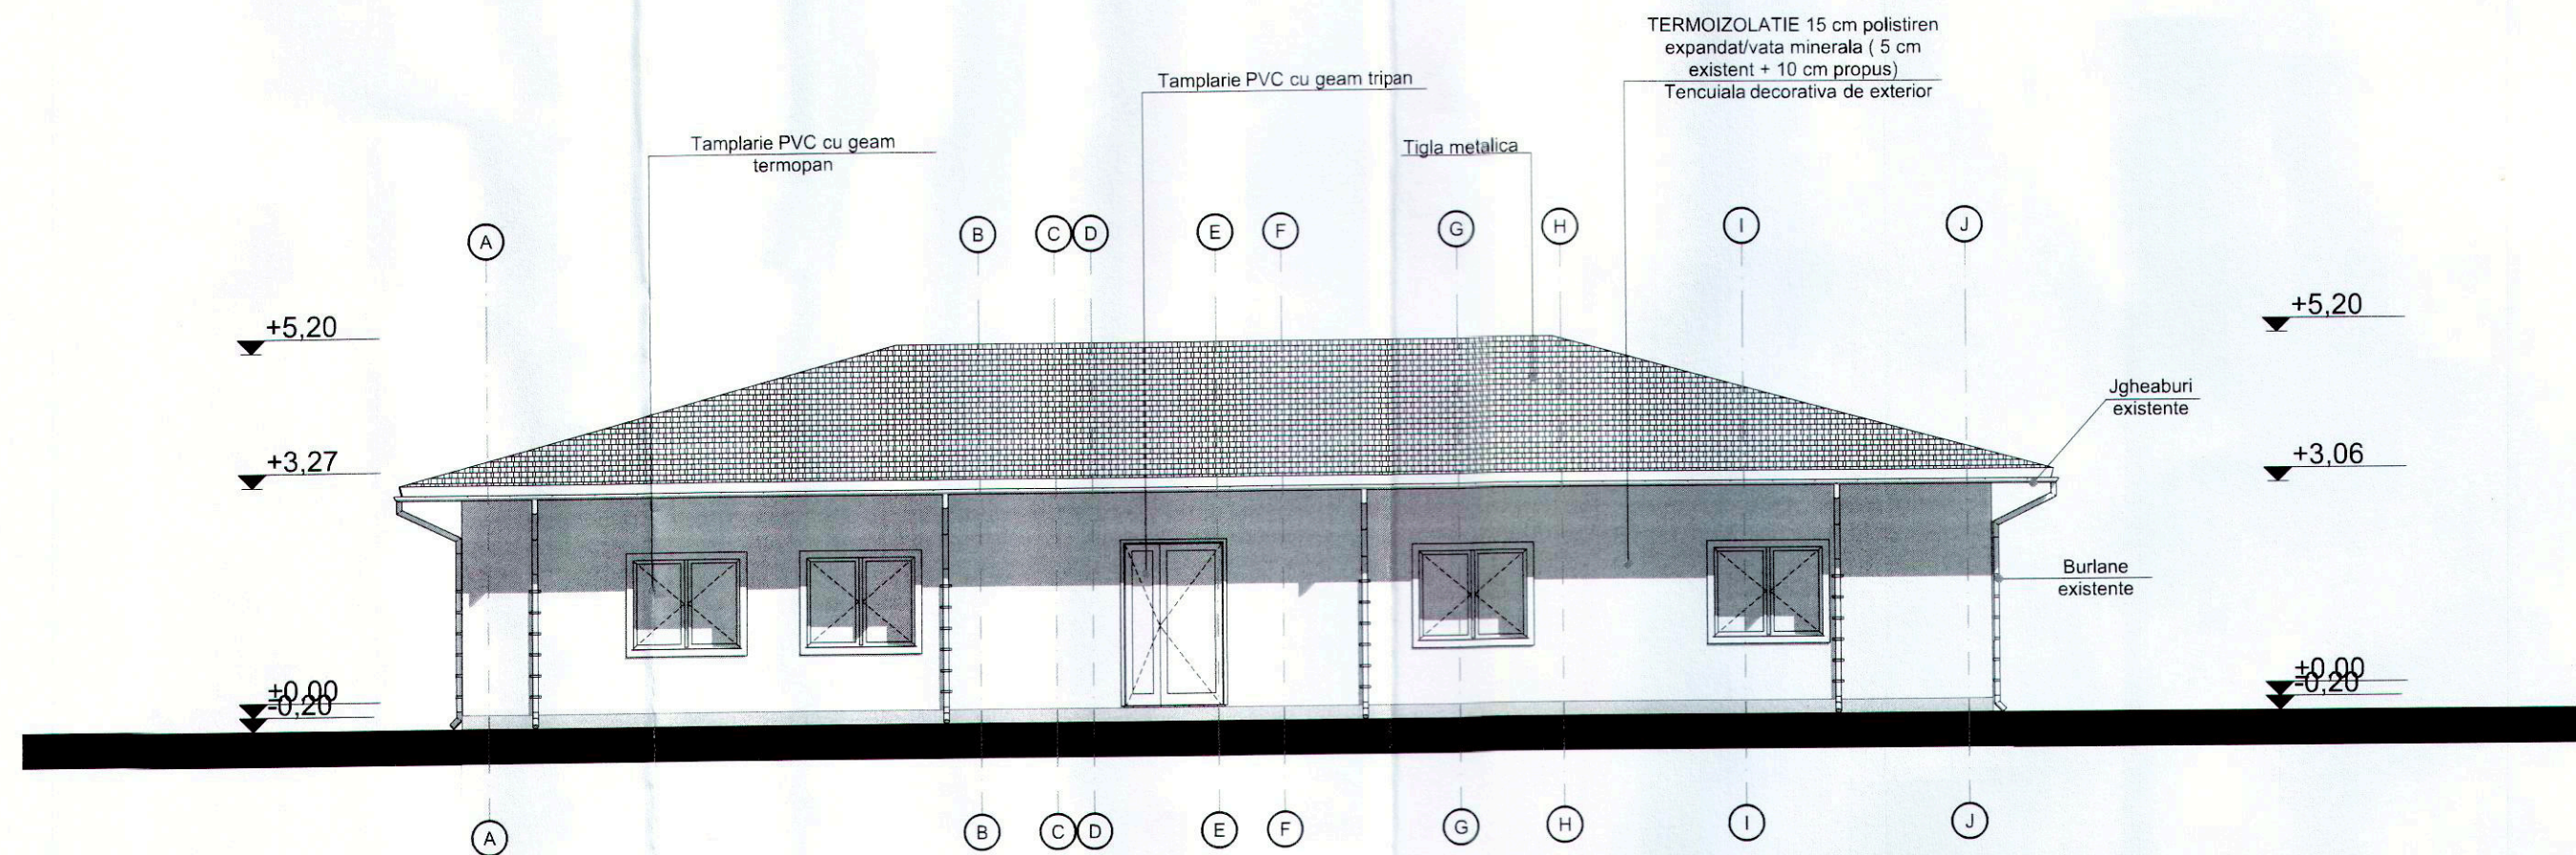 TERMOIZOLATIE 15 cm polistiren
expandat/vata minerala ( 5 cm
existent + 10 cm propus)
Tencuiala decorativa de exterior
Tamplarie PVC cu geam tripan
Tamplarie PVC cu geam
termopan
Tigla metalica
A B C D E F G H I J
+5,20
+5,20
Jgheaburi
existente
+3,27
+3,06
Burlane
existente
±0,00
-0,20
±0,00
-0,20
A B C D E F G H I J